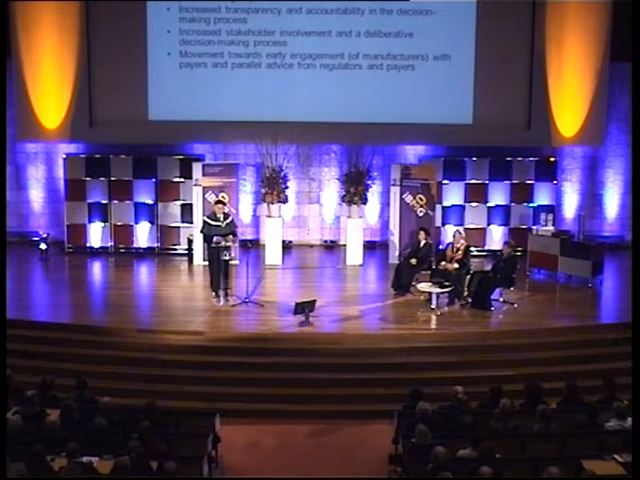 • Increased transparency and accountability in the decision-
making process
• Increased stakeholder involvement and a deliberative
decision-making process
• Movement towards early engagement (of manufacturers) with
payers and parallel advice from regulators and payers
iBMG